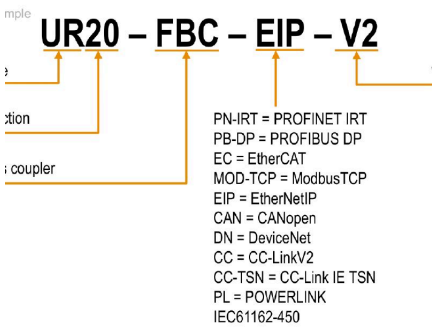 mple
UR20 – FBC – EIP – V2
ction
s coupler
PN-IRT = PROFINET IRT
PB-DP = PROFIBUS DP
EC = EtherCAT
MOD-TCP = ModbusTCP
EIP = EtherNetIP
CAN = CANopen
DN = DeviceNet
CC = CC-LinkV2
CC-TSN = CC-Link IE TSN
PL = POWERLINK
IEC61162-450